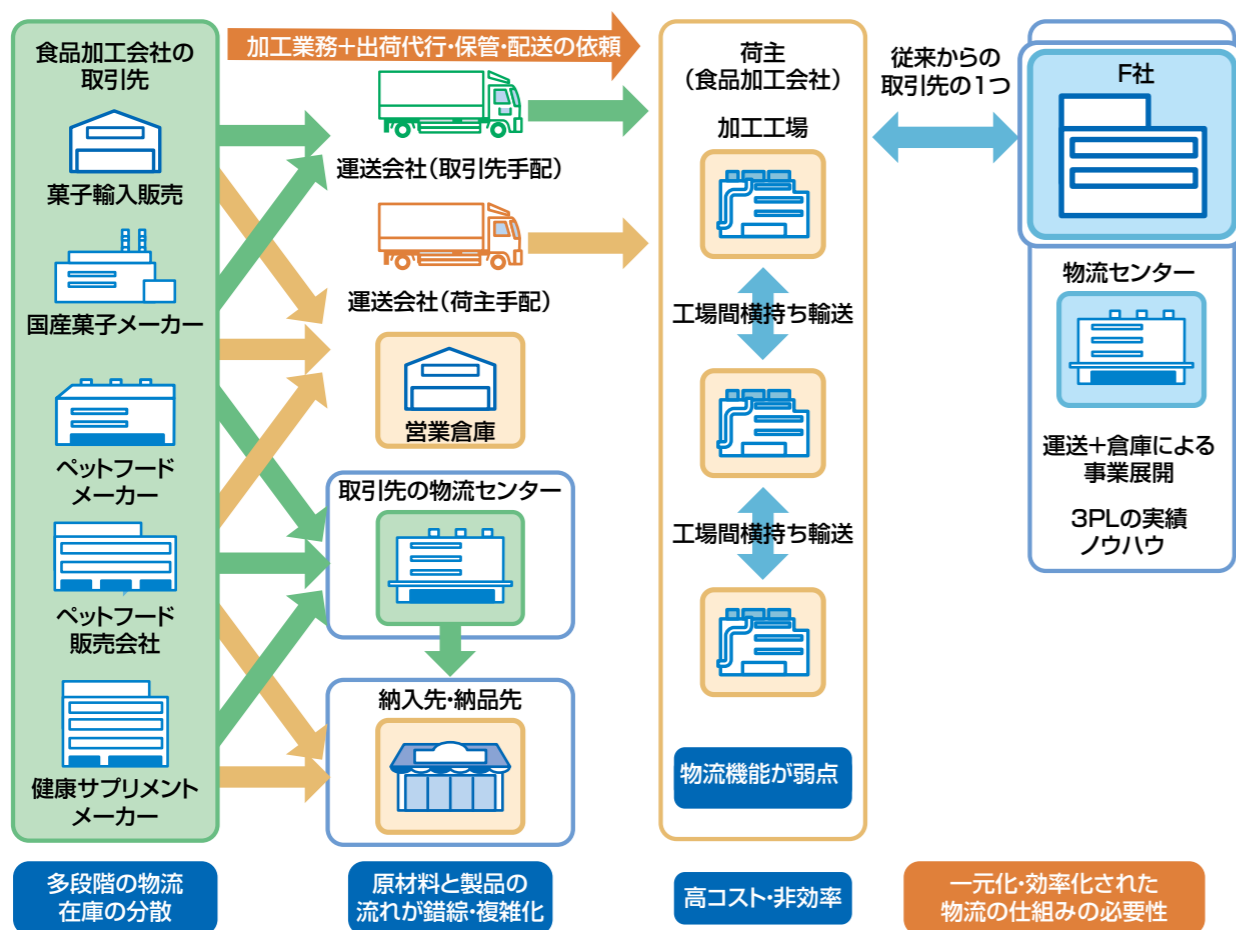 食品加工会社の
取引先
菓子輸入販売
国産菓子メーカー
ペットフード
メーカー
ペットフード
販売会社
健康サプリメント
メーカー
多段階の物流
在庫の分散
加工業務＋出荷代行・保管・配送の依頼
運送会社（取引先手配）
運送会社（荷主手配）
営業倉庫
取引先の物流センター
納入先・納品先
原材料と製品の
流れが錯綜・複雑化
荷主
（食品加工会社）
加工工場
工場間横持ち輸送
工場間横持ち輸送
物流機能が弱点
高コスト・非効率
従来からの
取引先の1つ
F社
物流センター
運送＋倉庫による
事業展開
3PLの実績
ノウハウ
一元化・効率化された
物流の仕組みの必要性